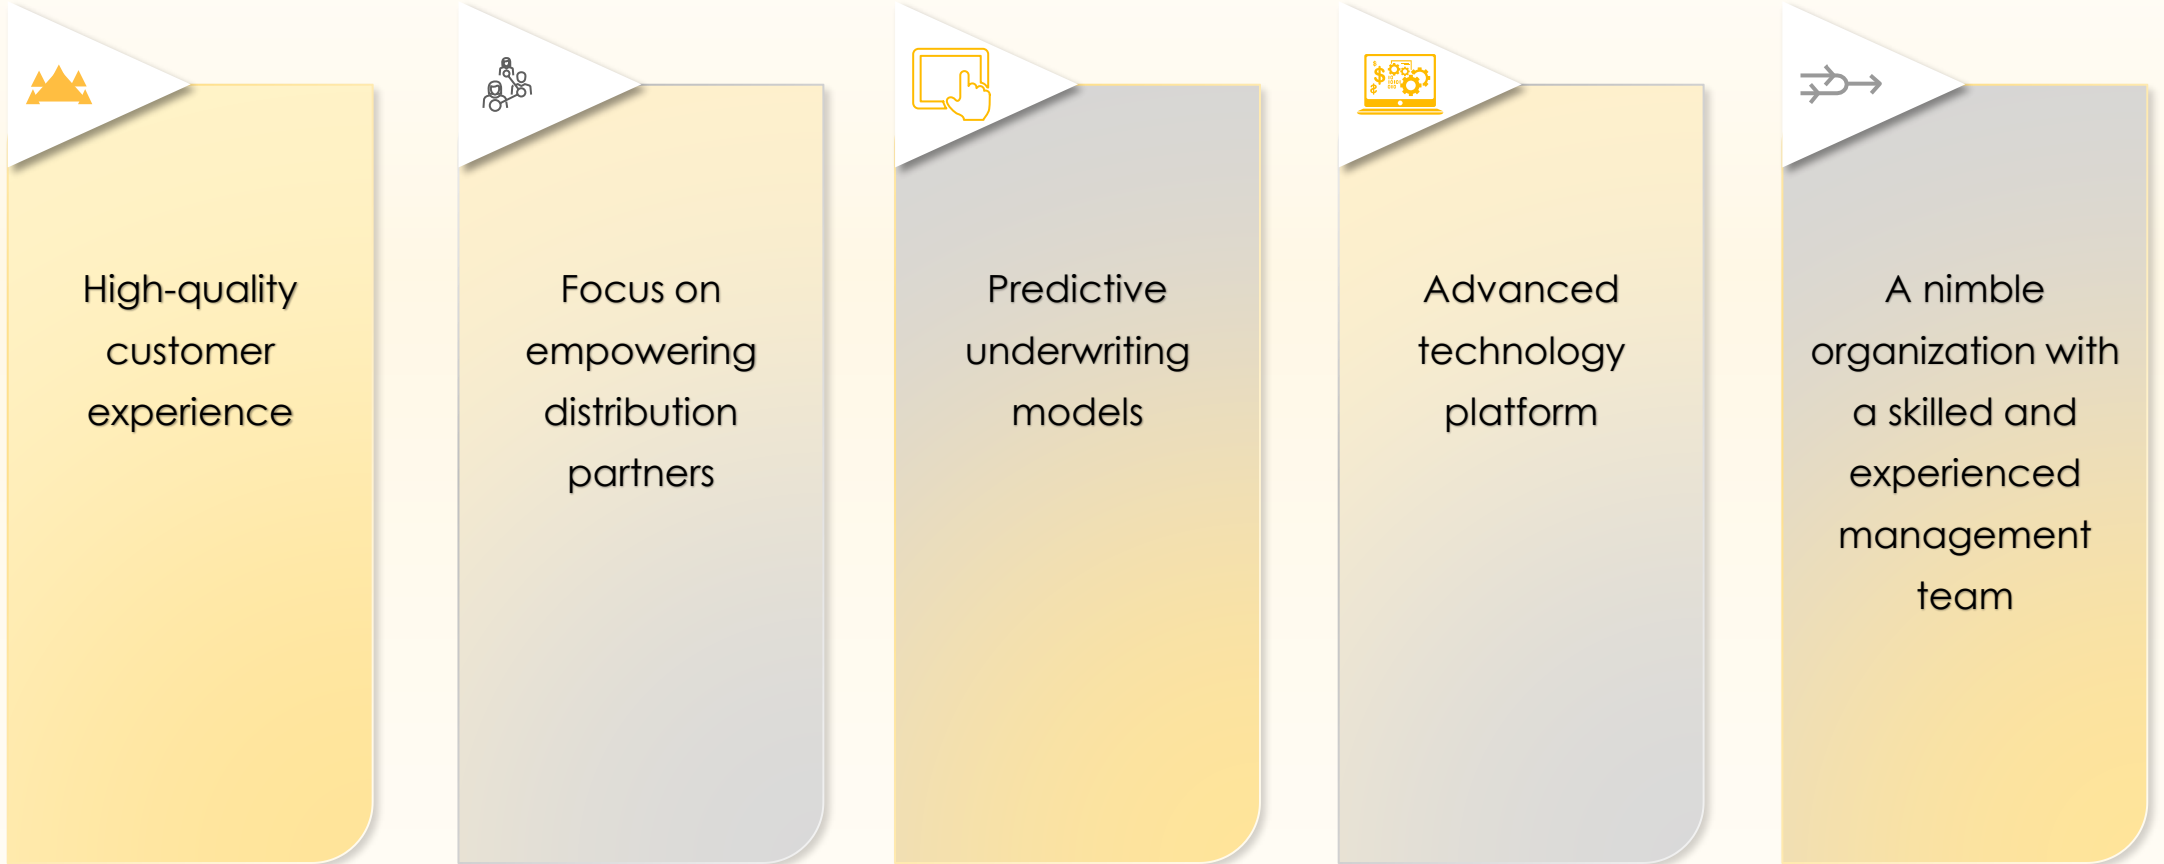 High-quality
customer
experience
Focus on
empowering
distribution
partners
Predictive
underwriting
models
Advanced
technology
platform
A nimble
organization with
a skilled and
experienced
management
team